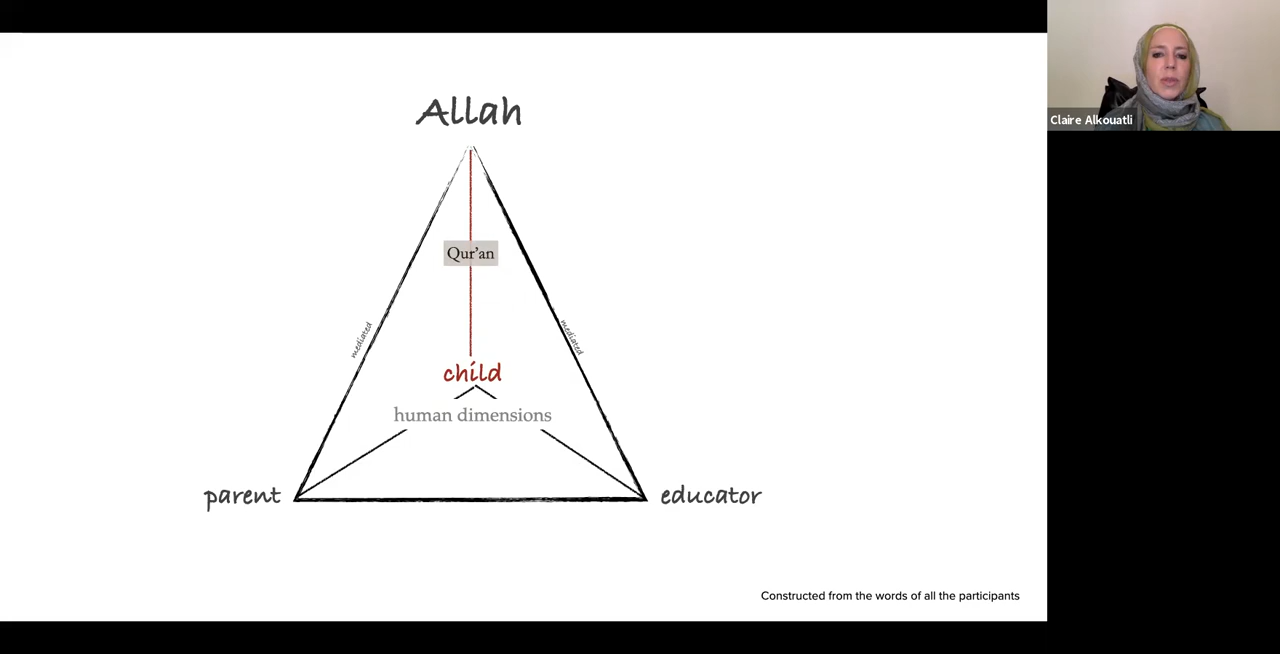 Allah
Claire Alkouatli
Qur'an
mediated
mediated
child
human dimensions
parent
educator
Constructed from the words of all the participants